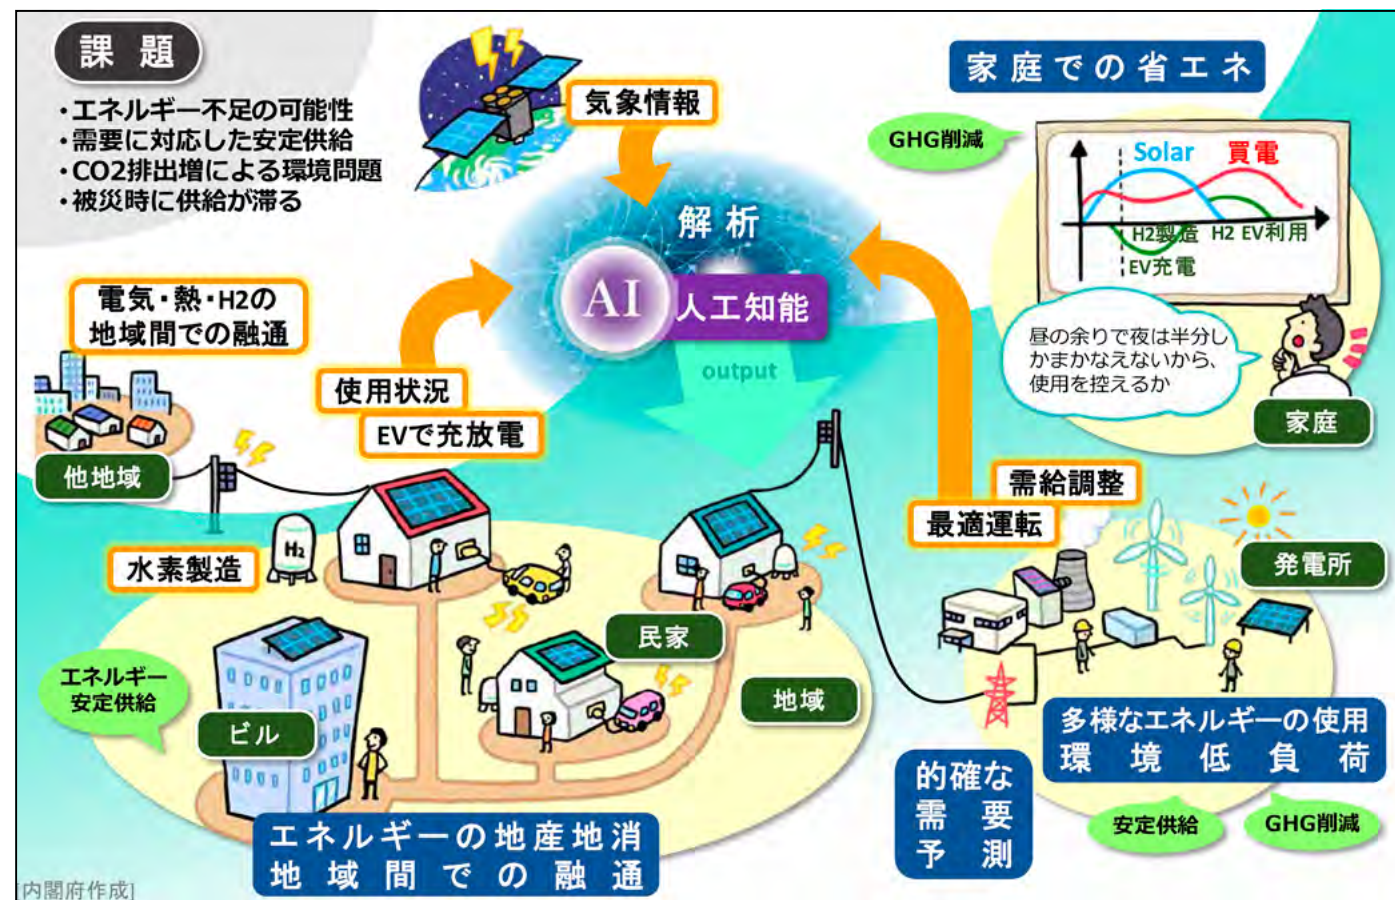 課題
・エネルギー不足の可能性
・需要に対応した安定供給
・CO2排出増による環境問題
・被災時に供給が滞る
気象情報
家庭での省エネ
GHG削減
Solar
買電
H2製造
H2 EV利用
EV充電
昼の余りで夜は半分し
かまかなえないから、
使用を控えるか
家庭
解析
AI
人工知能
output
電気・熱・H2の
地域間での融通
使用状況
EVで充放電
他地域
水素製造
H2
需給調整
最適運転
発電所
民家
地域
エネルギー
安定供給
ビル
多様なエネルギーの使用
環境低負荷
的確な
需要
予測
安定供給
GHG削減
エネルギーの地産地消
地域間での融通
内閣府作成]